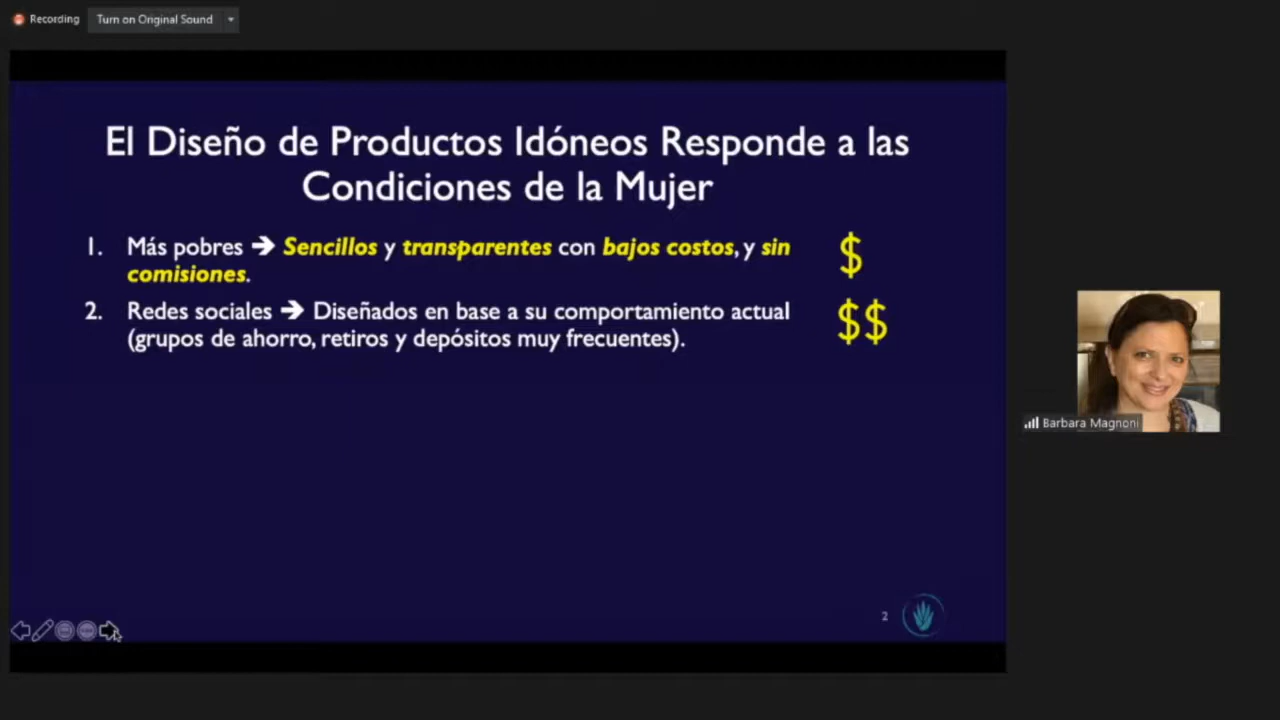 Recording
Turn on Original Sound
El Diseño de Productos Idóneos Responde a las
Condiciones de la Mujer
1. Más pobres → Sencillos y transparentes con bajos costos, y sin
comisiones.
$
2. Redes sociales → Diseñados en base a su comportamiento actual
(grupos de ahorro, retiros y depósitos muy frecuentes).
$$
Barbara Magnoni
2